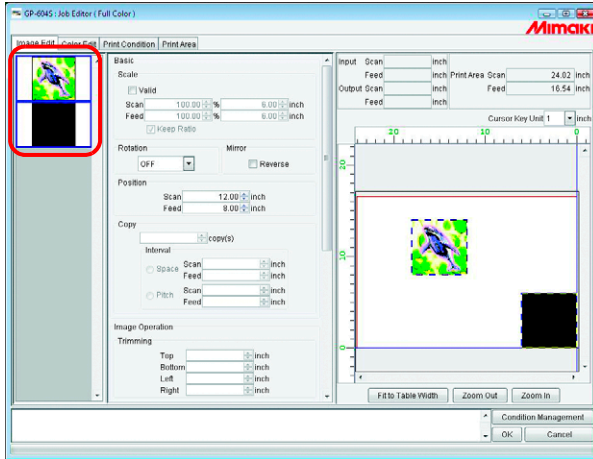 GP-604S : Job Editor ( Full Color )
Mimaki
Image Edit Color Edit Print Condition Print Area
Basic
Scale
Valid
Scan 100.00 % 6.00 inch
Feed 100.00 % 6.00 inch
Keep Ratio
Rotation Mirror
OFF Reverse
Position
Scan 12.00 inch
Feed 8.00 inch
Copy
copy(s)
Interval
Space Scan inch
Feed inch
Pitch Scan inch
Feed inch
Image Operation
Trimming
Top inch
Bottom inch
Left inch
Right inch
Input Scan inch
Feed inch Print Area Scan 24.02 inch
Output Scan inch Feed 16.54 inch
Feed inch
Cursor Key Unit 1 inch
20 10 0
20
10
0
Fit to Table Width Zoom Out Zoom In
Condition Management
OK Cancel